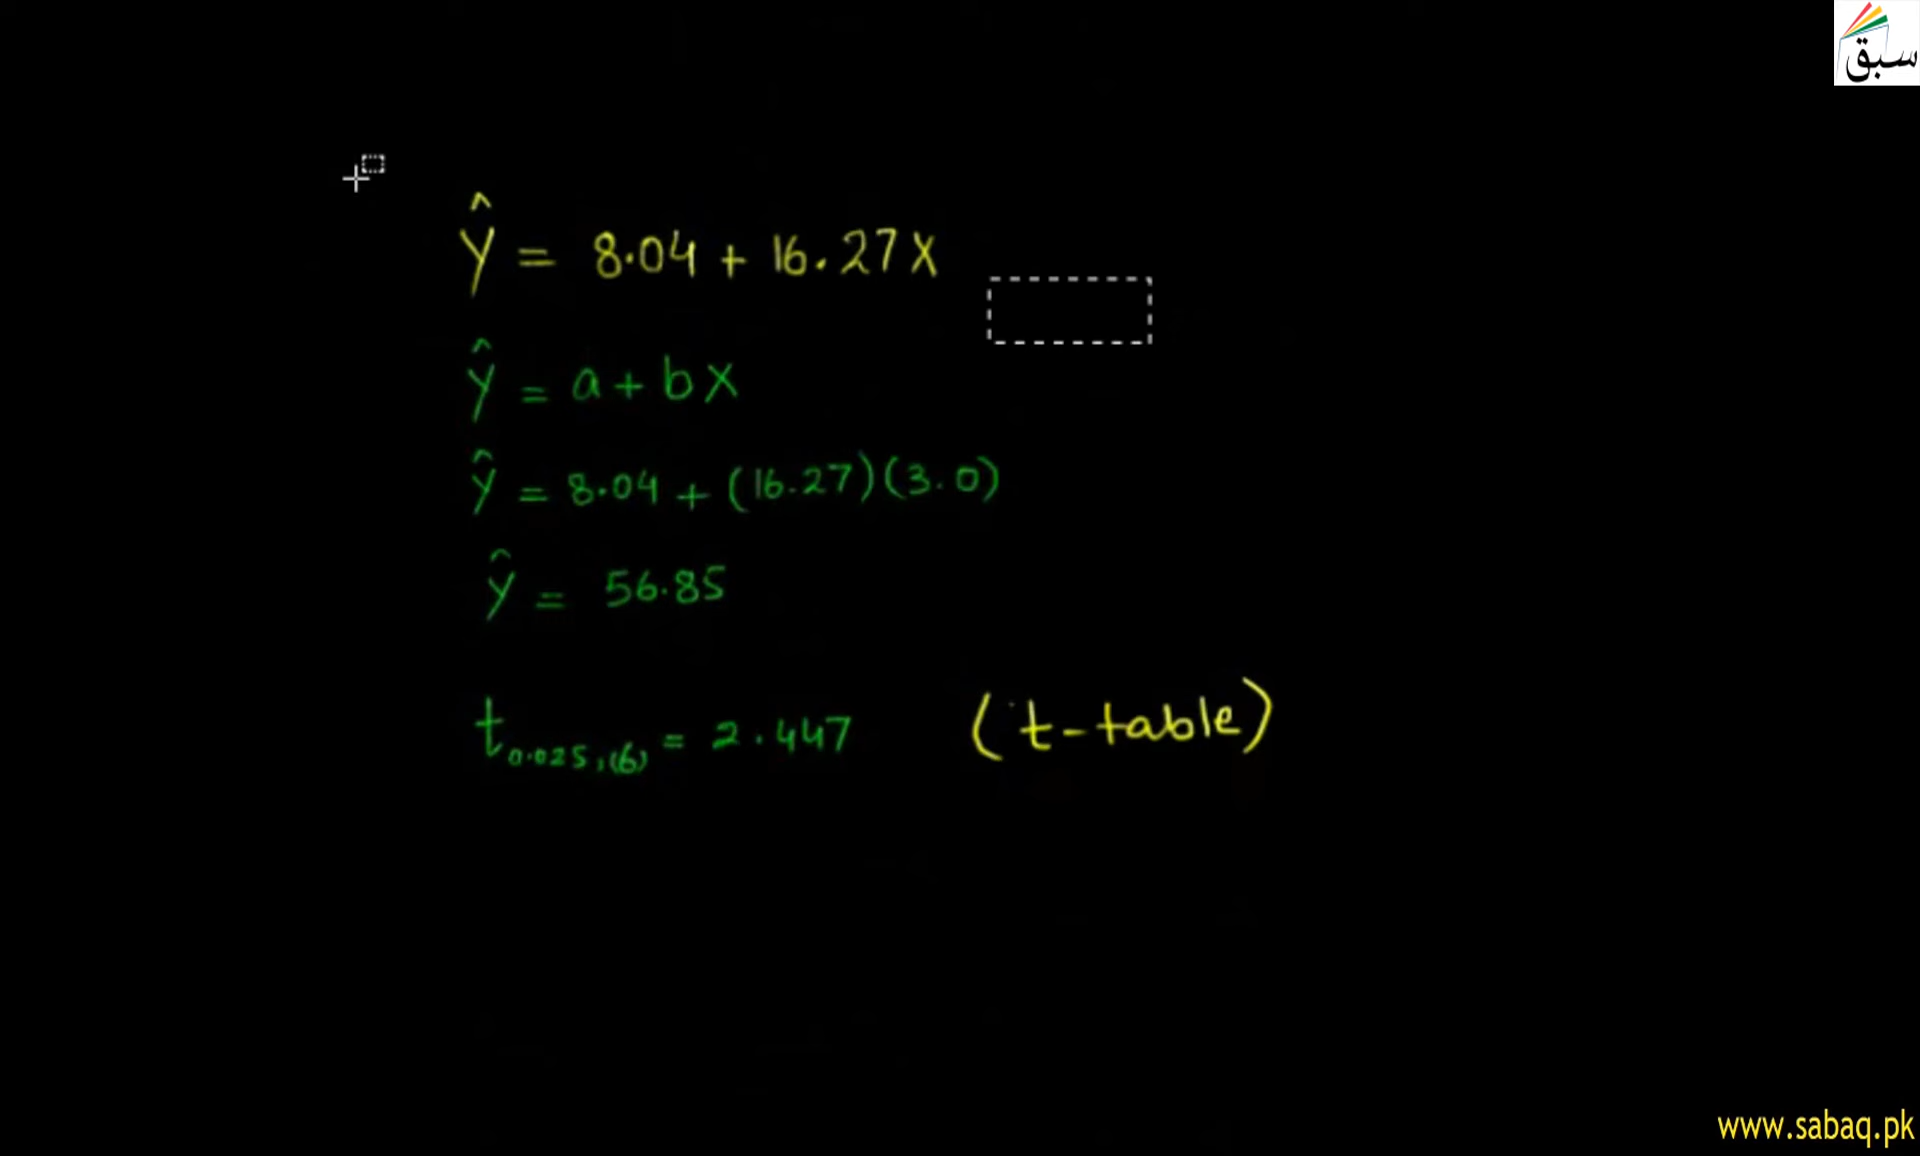 سبق
Ŷ = 8.04 + 16.27X
Ŷ = a + bX
Ŷ = 8.04 + (16.27)(3.0)
Ŷ = 56.85
t₀.₀₂₅,₍₆₎ = 2.447 (t-table)
www.sabaq.pk